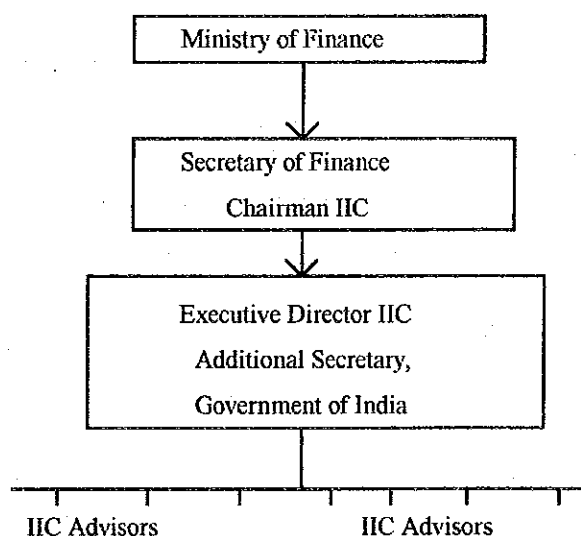 Ministry of Finance
Secretary of Finance
Chairman IIC
Executive Director IIC
Additional Secretary,
Government of India
IIC Advisors
IIC Advisors